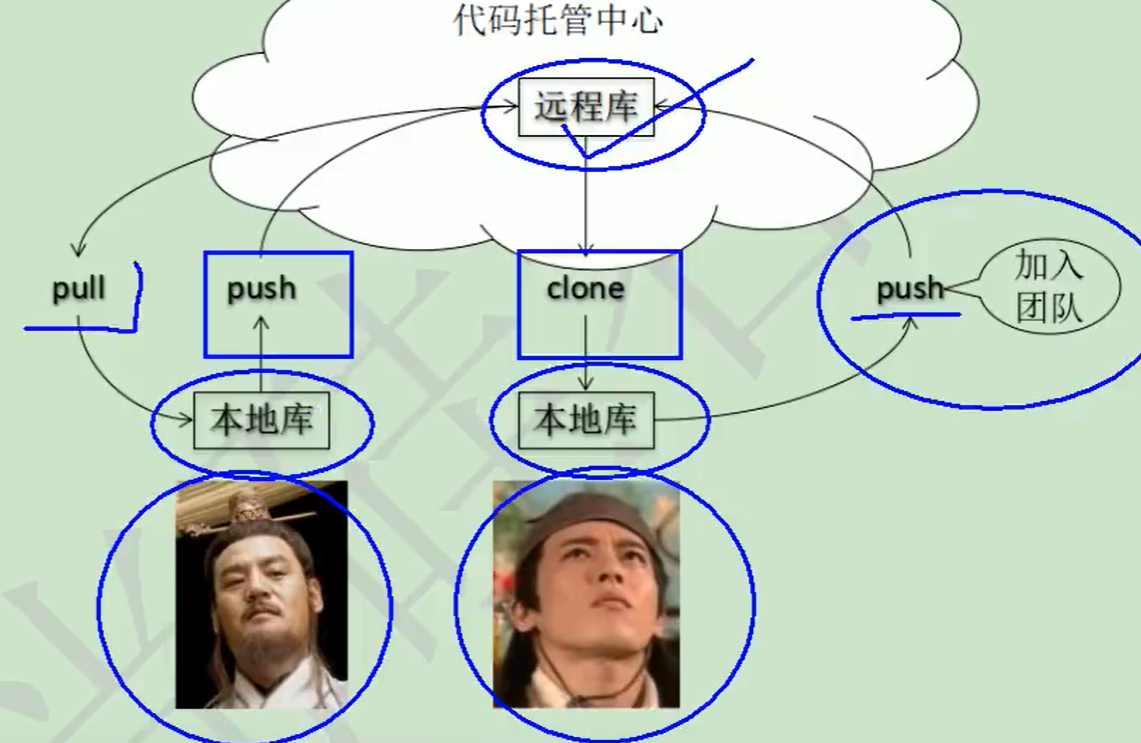 代码托管中心
远程库
pull
push
clone
push
加入
团队
本地库
本地库